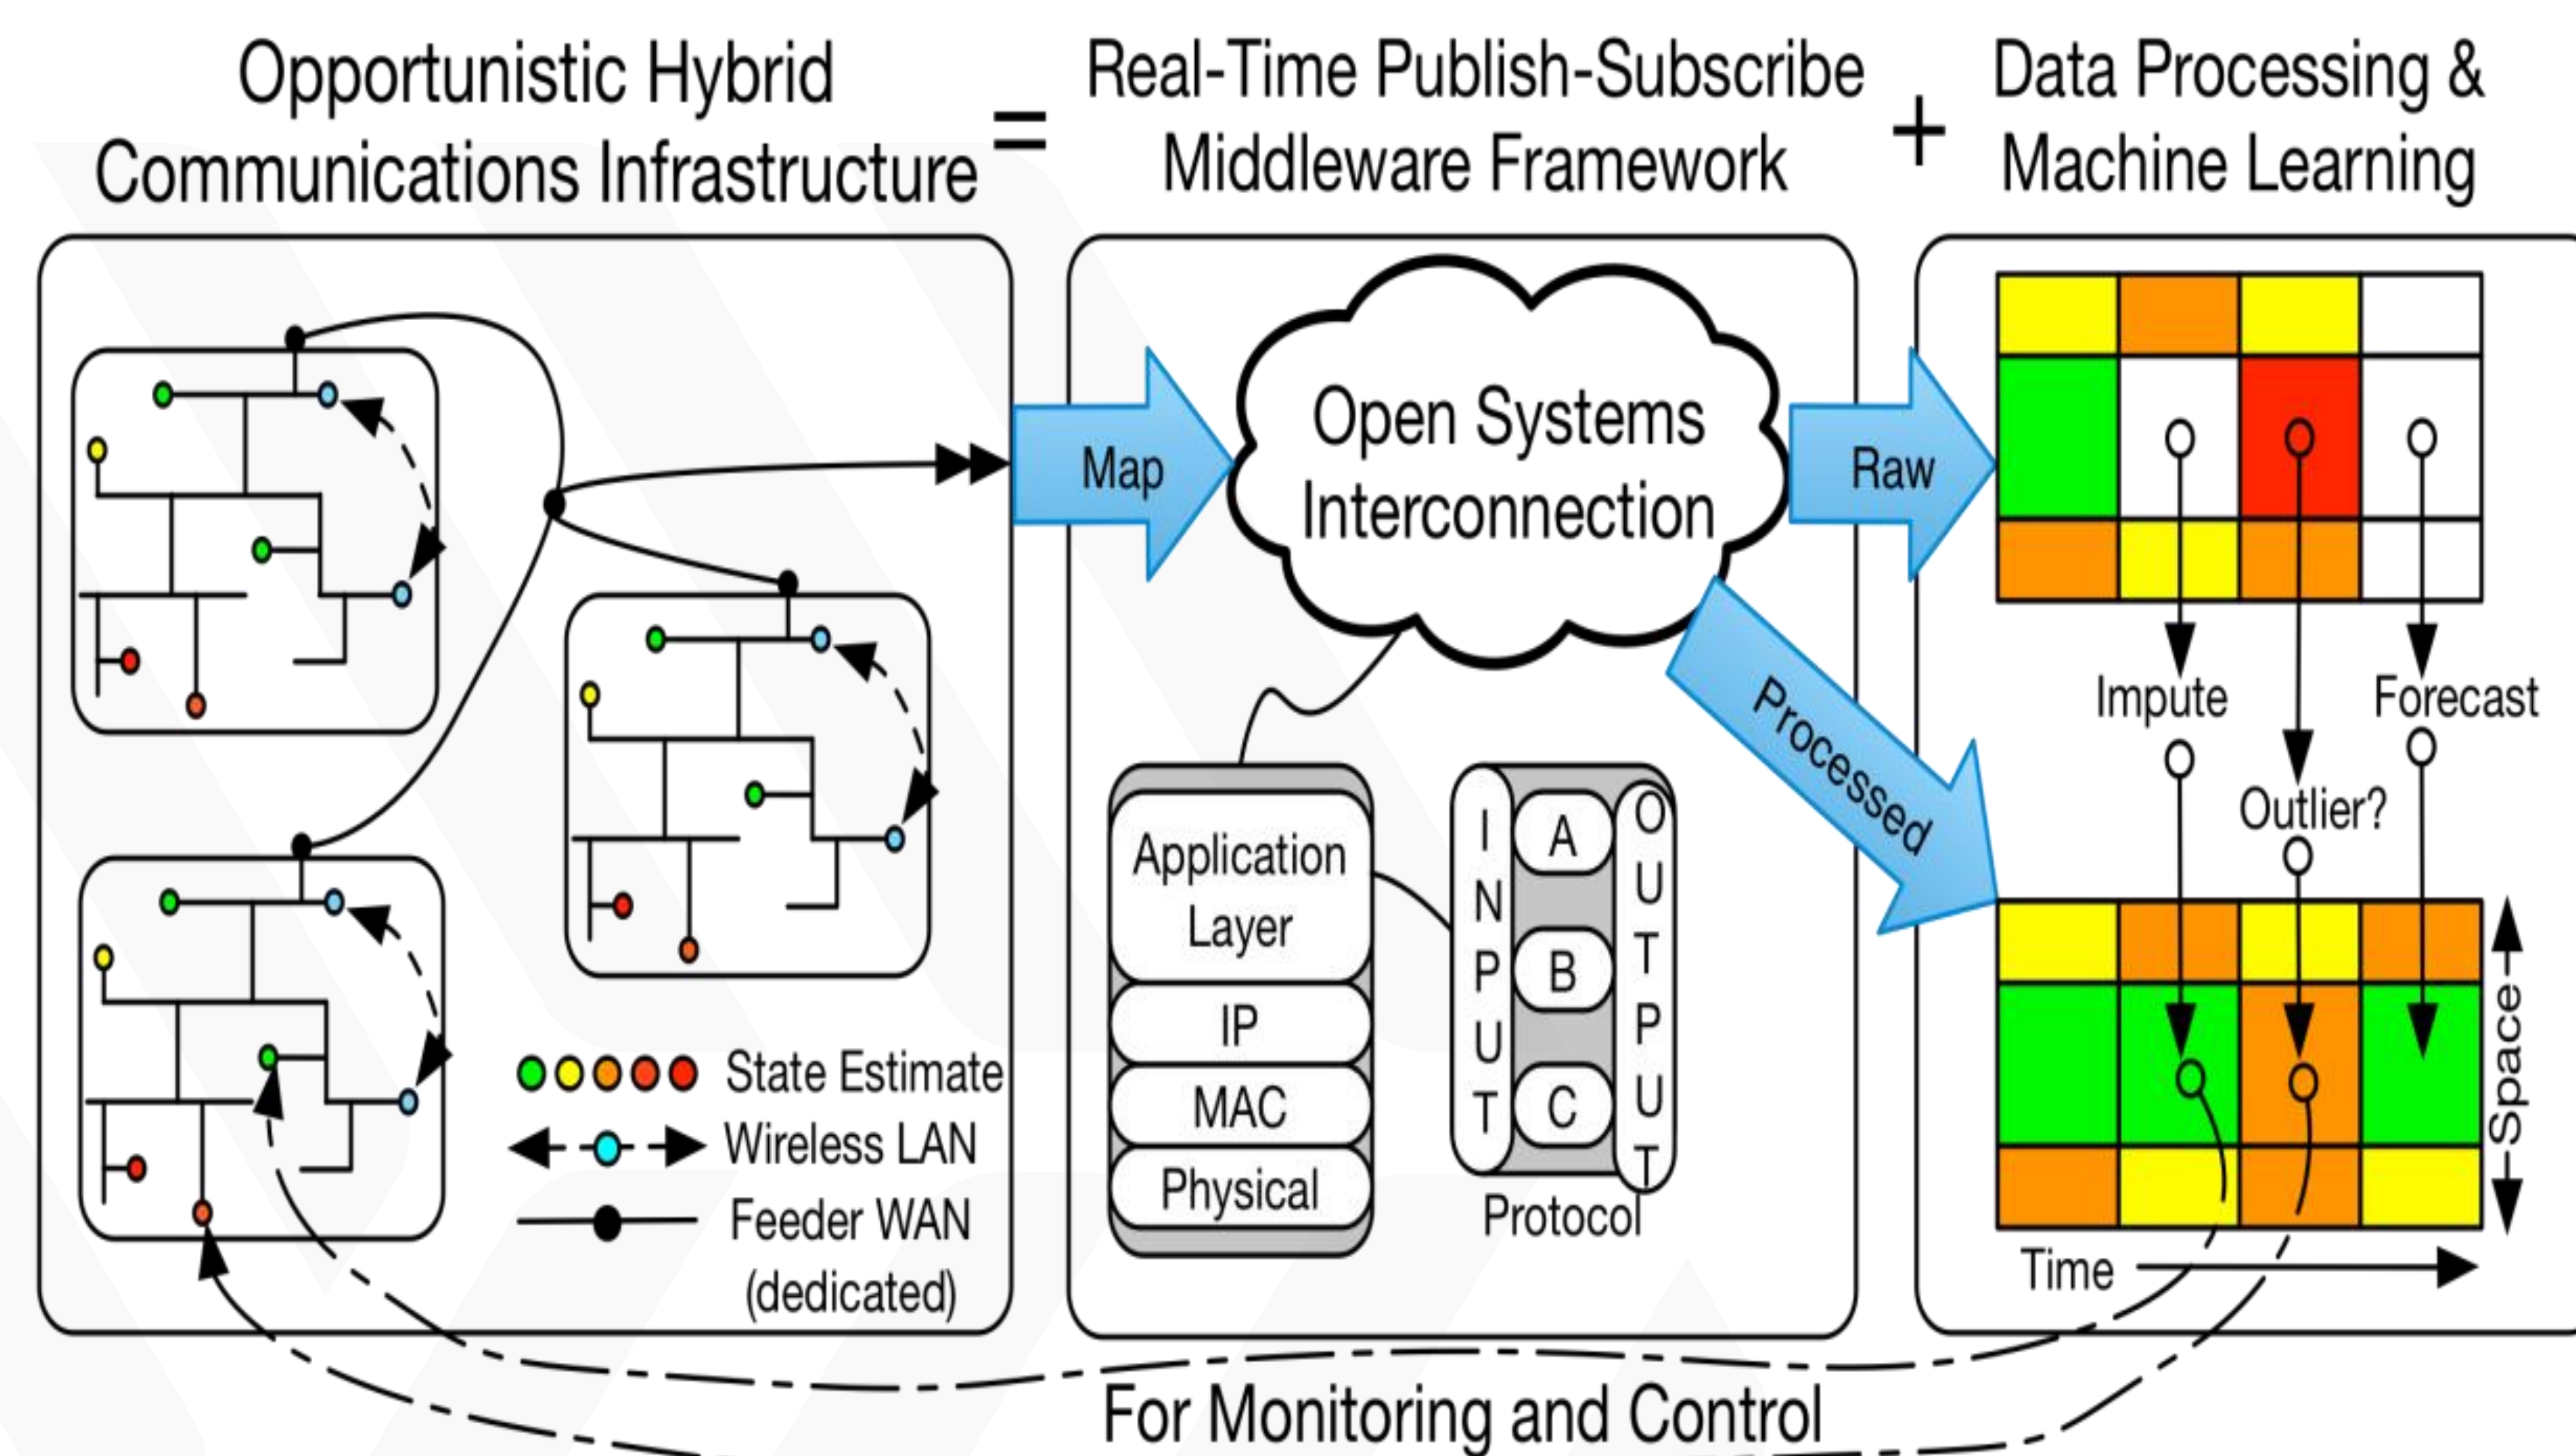 Opportunistic Hybrid
Communications Infrastructure
=
Real-Time Publish-Subscribe
Middleware Framework
+
Data Processing &
Machine Learning
Map
Open Systems
Interconnection
Raw
Processed
Impute
Forecast
Outlier?
Application
Layer
IP
MAC
Physical
INPUT
A
B
C
OUTPUT
Protocol
State Estimate
Wireless LAN
Feeder WAN
(dedicated)
Space
Time
For Monitoring and Control